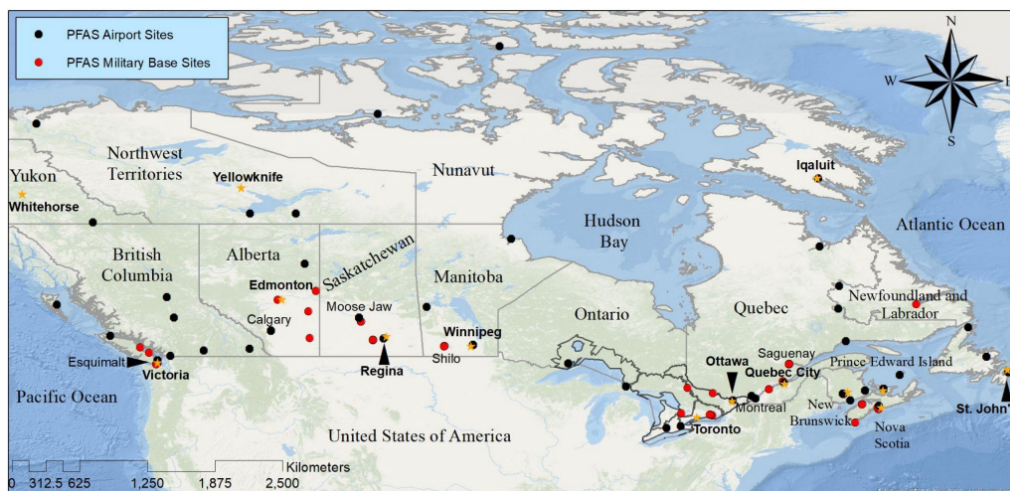 PFAS Airport Sites
PFAS Military Base Sites
N
W
E
S
Northwest
Territories
Yellowknife
Nunavut
Iqaluit
Yukon
Whitehorse
Hudson
Bay
Atlantic Ocean
British
Columbia
Alberta
Saskatchewan
Manitoba
Edmonton
Calgary
Moose Jaw
Ontario
Quebec
Newfoundland and
Labrador
Winnipeg
Shilo
Esquimalt
Victoria
Regina
Ottawa
Saguenay
Quebec City
Prince Edward Island
Montreal
Pacific Ocean
New
Brunswick
Nova
Scotia
St. John'
Toronto
United States of America
Kilometers
0 312.5 625 1,250 1,875 2,500